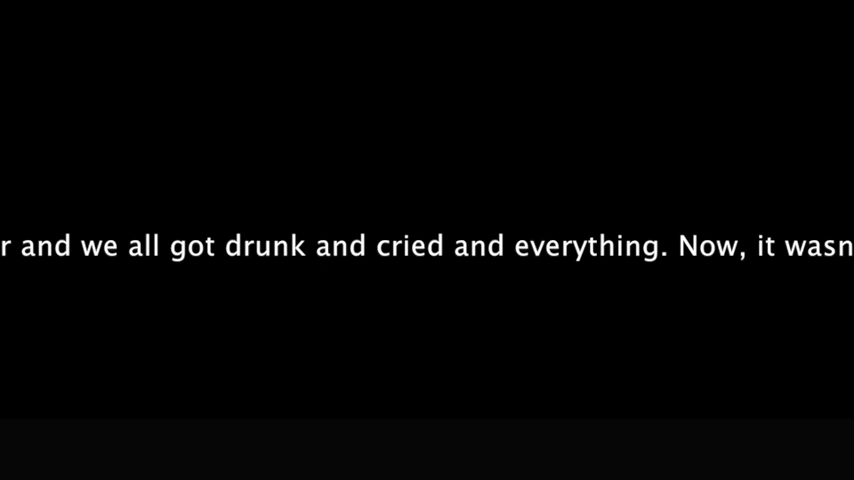 r and we all got drunk and cried and everything. Now, it wasn